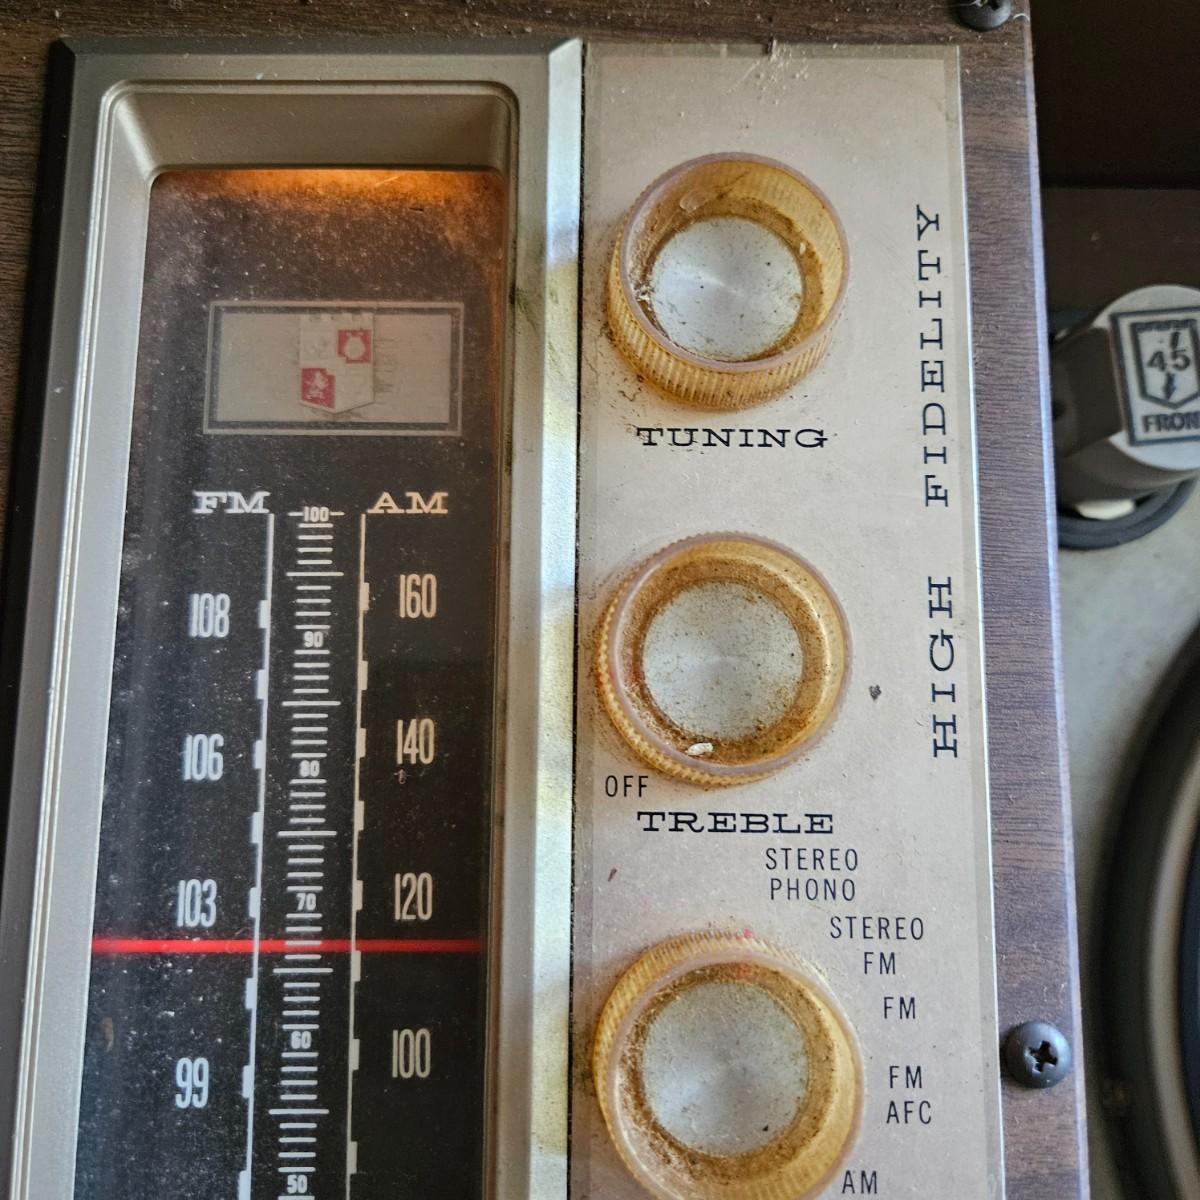 FM
AM
100
108
160
90
106
140
80
103
120
70
99
100
60
50
TUNING
HIGH FIDELITY
OFF
TREBLE
STEREO
PHONO
STEREO
FM
FM
FM
AFC
AM
45